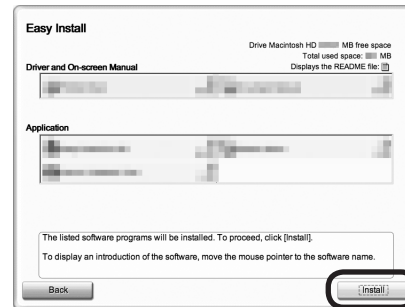 Easy Install
Drive Macintosh HD MB free space
Total used space: MB
Driver and On-screen Manual
Displays the README file:
Application
The listed software programs will be installed. To proceed, click [Install].
To display an introduction of the software, move the mouse pointer to the software name.
Back
Install